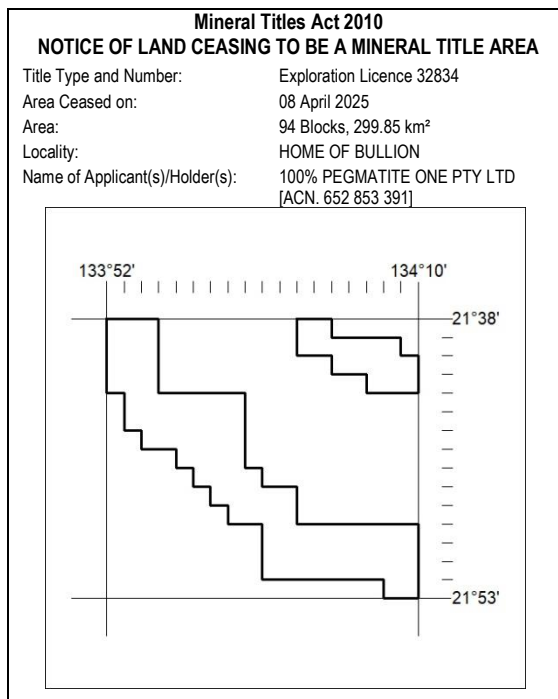 Mineral Titles Act 2010
NOTICE OF LAND CEASING TO BE A MINERAL TITLE AREA
Title Type and Number: Exploration Licence 32834
Area Ceased on: 08 April 2025
Area: 94 Blocks, 299.85 km²
Locality: HOME OF BULLION
Name of Applicant(s)/Holder(s): 100% PEGMATITE ONE PTY LTD
[ACN. 652 853 391]
133°52' 134°10'
21°38'
21°53'